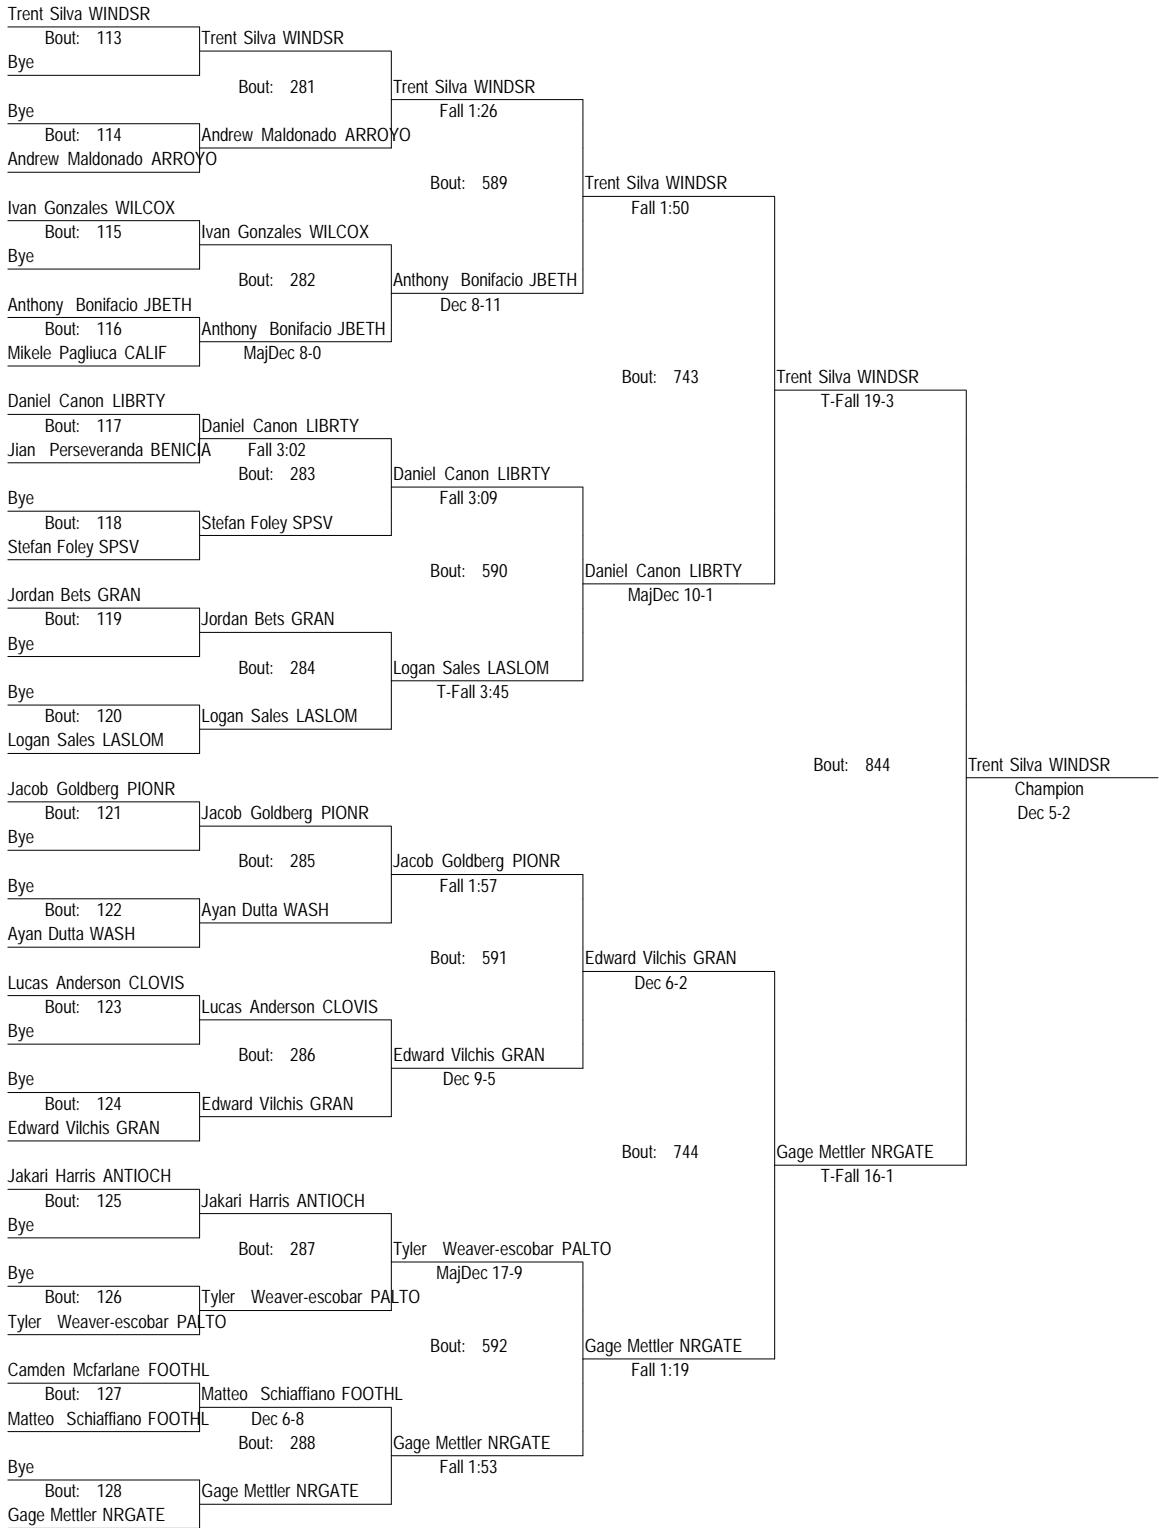 Trent Silva WINDSR
Bout: 113 Trent Silva WINDSR
Bye
Bout: 281 Trent Silva WINDSR
Bye Fall 1:26
Bout: 114 Andrew Maldonado ARROYO
Andrew Maldonado ARROYO
Bout: 589 Trent Silva WINDSR
Ivan Gonzales WILCOX Fall 1:50
Bout: 115 Ivan Gonzales WILCOX
Bye
Bout: 282 Anthony Bonifacio JBETH
Anthony Bonifacio JBETH Dec 8-11
Bout: 116 Anthony Bonifacio JBETH
Mikele Pagliuca CALIF MajDec 8-0
Bout: 743 Trent Silva WINDSR
Daniel Canon LIBRTY T-Fall 19-3
Bout: 117 Daniel Canon LIBRTY
Jian Perseveranda BENICIA Fall 3:02
Bout: 283 Daniel Canon LIBRTY
Bye Fall 3:09
Bout: 118 Stefan Foley SPSV
Stefan Foley SPSV
Bout: 590 Daniel Canon LIBRTY
Jordan Bets GRAN MajDec 10-1
Bout: 119 Jordan Bets GRAN
Bye
Bout: 284 Logan Sales LASLOM
Bye T-Fall 3:45
Bout: 120 Logan Sales LASLOM
Logan Sales LASLOM
Bout: 844 Trent Silva WINDSR
Jacob Goldberg PIONR Champion
Bout: 121 Jacob Goldberg PIONR Dec 5-2
Bye
Bout: 285 Jacob Goldberg PIONR
Bye Fall 1:57
Bout: 122 Ayan Dutta WASH
Ayan Dutta WASH
Bout: 591 Edward Vilchis GRAN
Lucas Anderson CLOVIS Dec 6-2
Bout: 123 Lucas Anderson CLOVIS
Bye
Bout: 286 Edward Vilchis GRAN
Bye Dec 9-5
Bout: 124 Edward Vilchis GRAN
Edward Vilchis GRAN
Bout: 744 Gage Mettler NRGATE
Jakari Harris ANTIOCH T-Fall 16-1
Bout: 125 Jakari Harris ANTIOCH
Bye
Bout: 287 Tyler Weaver-escobar PALTO
Bye MajDec 17-9
Bout: 126 Tyler Weaver-escobar PALTO
Tyler Weaver-escobar PALTO
Bout: 592 Gage Mettler NRGATE
Camden Mcfarlane FOOTHL Fall 1:19
Bout: 127 Matteo Schiaffiano FOOTHL
Matteo Schiaffiano FOOTHL Dec 6-8
Bout: 288 Gage Mettler NRGATE
Bye Fall 1:53
Bout: 128 Gage Mettler NRGATE
Gage Mettler NRGATE